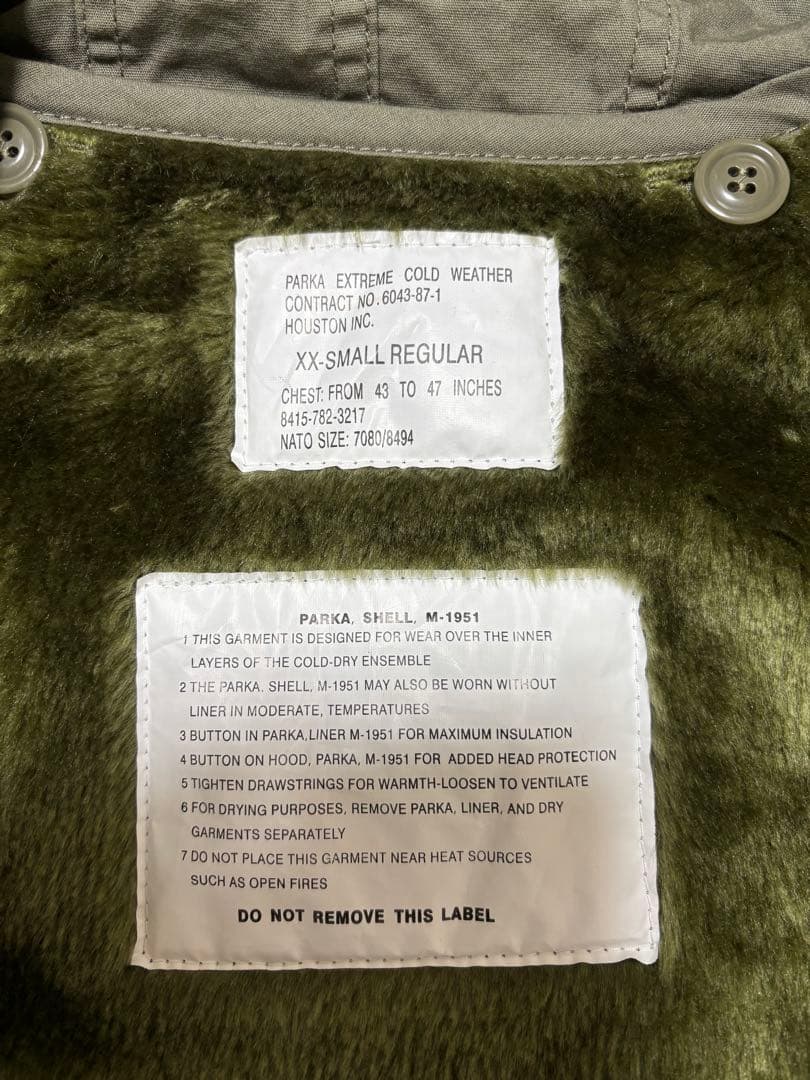 PARKA EXTREME COLD WEATHER
CONTRACT NO. 6043-87-1
HOUSTON INC.
XX-SMALL REGULAR
CHEST: FROM 43 TO 47 INCHES
8415-782-3217
NATO SIZE: 7080/8494
PARKA, SHELL, M-1951
1 THIS GARMENT IS DESIGNED FOR WEAR OVER THE INNER
LAYERS OF THE COLD-DRY ENSEMBLE
2 THE PARKA. SHELL, M-1951 MAY ALSO BE WORN WITHOUT
LINER IN MODERATE, TEMPERATURES
3 BUTTON IN PARKA,LINER M-1951 FOR MAXIMUM INSULATION
4 BUTTON ON HOOD, PARKA, M-1951 FOR ADDED HEAD PROTECTION
5 TIGHTEN DRAWSTRINGS FOR WARMTH-LOOSEN TO VENTILATE
6 FOR DRYING PURPOSES, REMOVE PARKA, LINER, AND DRY
GARMENTS SEPARATELY
7 DO NOT PLACE THIS GARMENT NEAR HEAT SOURCES
SUCH AS OPEN FIRES
DO NOT REMOVE THIS LABEL